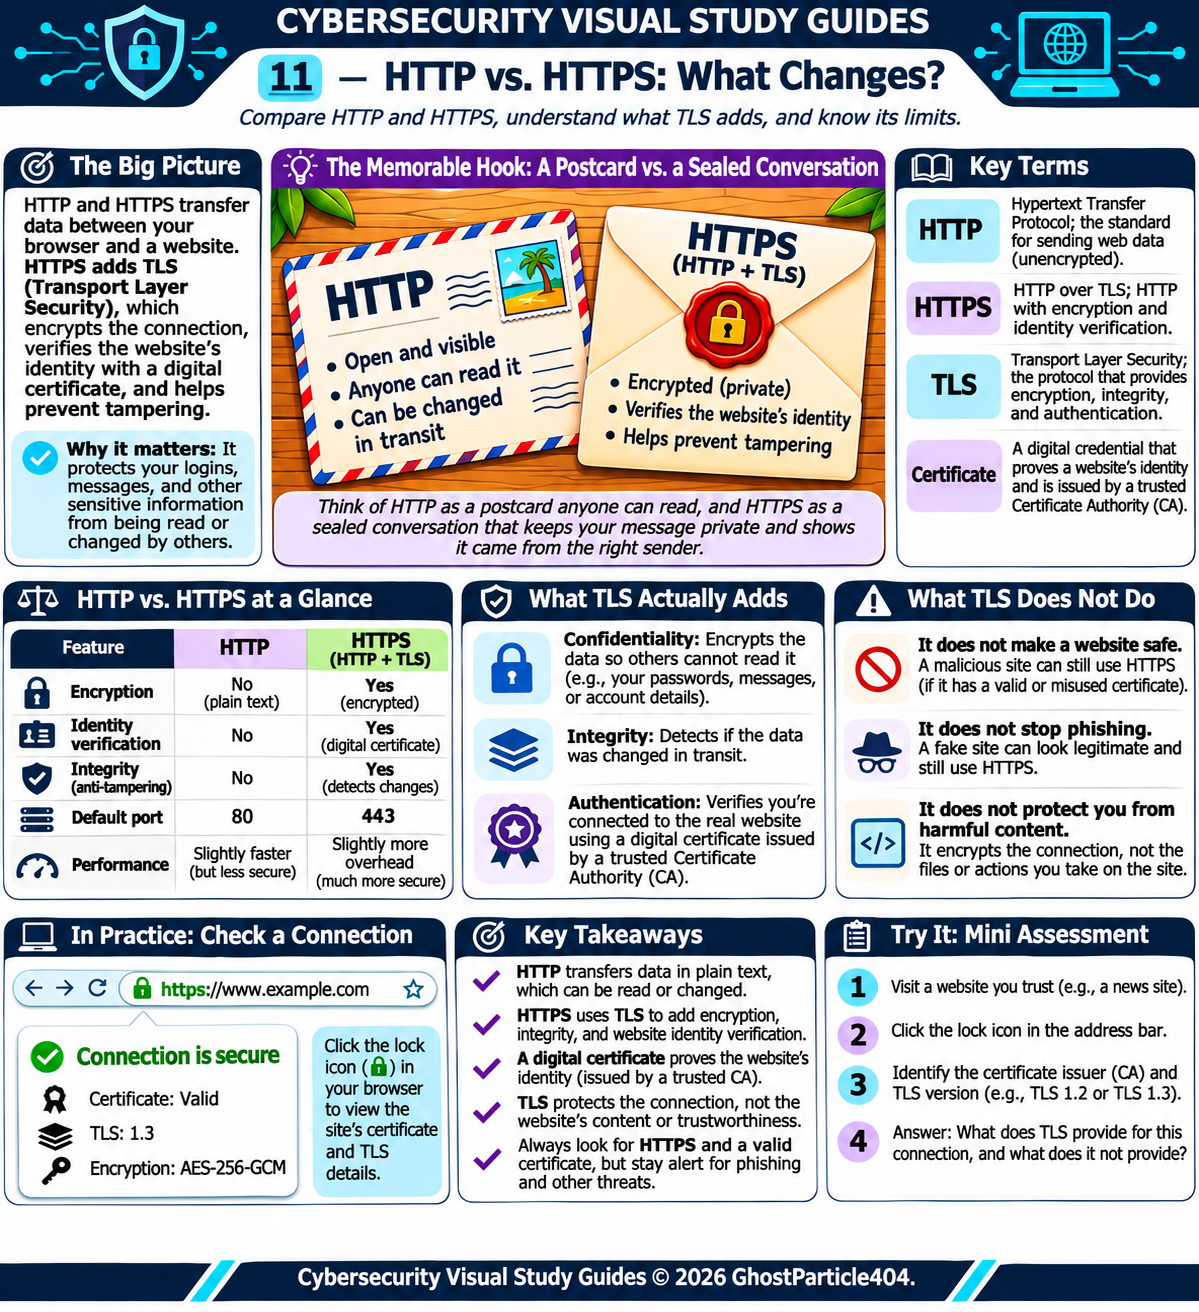 CYBERSECURITY VISUAL STUDY GUIDES
11 — HTTP vs. HTTPS: What Changes?
Compare HTTP and HTTPS, understand what TLS adds, and know its limits.
The Big Picture
HTTP and HTTPS transfer
data between your
browser and a website.
HTTPS adds TLS
(Transport Layer
Security), which
encrypts the connection,
verifies the website's
identity with a digital
certificate, and helps
prevent tampering.
Why it matters: It
protects your logins,
messages, and other
sensitive information
from being read or
changed by others.
The Memorable Hook: A Postcard vs. a Sealed Conversation
HTTP
• Open and visible
• Anyone can read it
• Can be changed
in transit
HTTPS
(HTTP + TLS)
• Encrypted (private)
• Verifies the website's identity
• Helps prevent tampering
Think of HTTP as a postcard anyone can read, and HTTPS as a
sealed conversation that keeps your message private and shows
it came from the right sender.
Key Terms
HTTP
Hypertext Transfer
Protocol; the standard
for sending web data
(unencrypted).
HTTPS
HTTP over TLS; HTTP
with encryption and
identity verification.
TLS
Transport Layer Security;
the protocol that provides
encryption, integrity,
and authentication.
Certificate
A digital credential that
proves a website's identity
and is issued by a trusted
Certificate Authority (CA).
HTTP vs. HTTPS at a Glance
Feature HTTP HTTPS
(HTTP + TLS)
Encryption No
(plain text) Yes
(encrypted)
Identity
verification No Yes
(digital certificate)
Integrity
(anti-tampering) No Yes
(detects changes)
Default port 80 443
Performance Slightly faster
(but less secure) Slightly more
overhead
(much more secure)
What TLS Actually Adds
Confidentiality: Encrypts the
data so others cannot read it
(e.g., your passwords, messages,
or account details).
Integrity: Detects if the data
was changed in transit.
Authentication: Verifies you're
connected to the real website
using a digital certificate issued
by a trusted Certificate
Authority (CA).
What TLS Does Not Do
It does not make a website safe.
A malicious site can still use HTTPS
(if it has a valid or misused certificate).
It does not stop phishing.
A fake site can look legitimate and
still use HTTPS.
It does not protect you from
harmful content.
It encrypts the connection, not the
files or actions you take on the site.
</>
In Practice: Check a Connection
https://www.example.com
Connection is secure
Certificate: Valid
TLS: 1.3
Encryption: AES-256-GCM
Click the lock
icon ( ) in
your browser
to view the
site's certificate
and TLS
details.
Key Takeaways
HTTP transfers data in plain text,
which can be read or changed.
HTTPS uses TLS to add encryption,
integrity, and website identity verification.
A digital certificate proves the website's
identity (issued by a trusted CA).
TLS protects the connection, not the
website's content or trustworthiness.
Always look for HTTPS and a valid
certificate, but stay alert for phishing
and other threats.
Try It: Mini Assessment
1 Visit a website you trust (e.g., a news site).
2 Click the lock icon in the address bar.
3 Identify the certificate issuer (CA) and
TLS version (e.g., TLS 1.2 or TLS 1.3).
4 Answer: What does TLS provide for this
connection, and what does it not provide?
Cybersecurity Visual Study Guides © 2026 GhostParticle404.